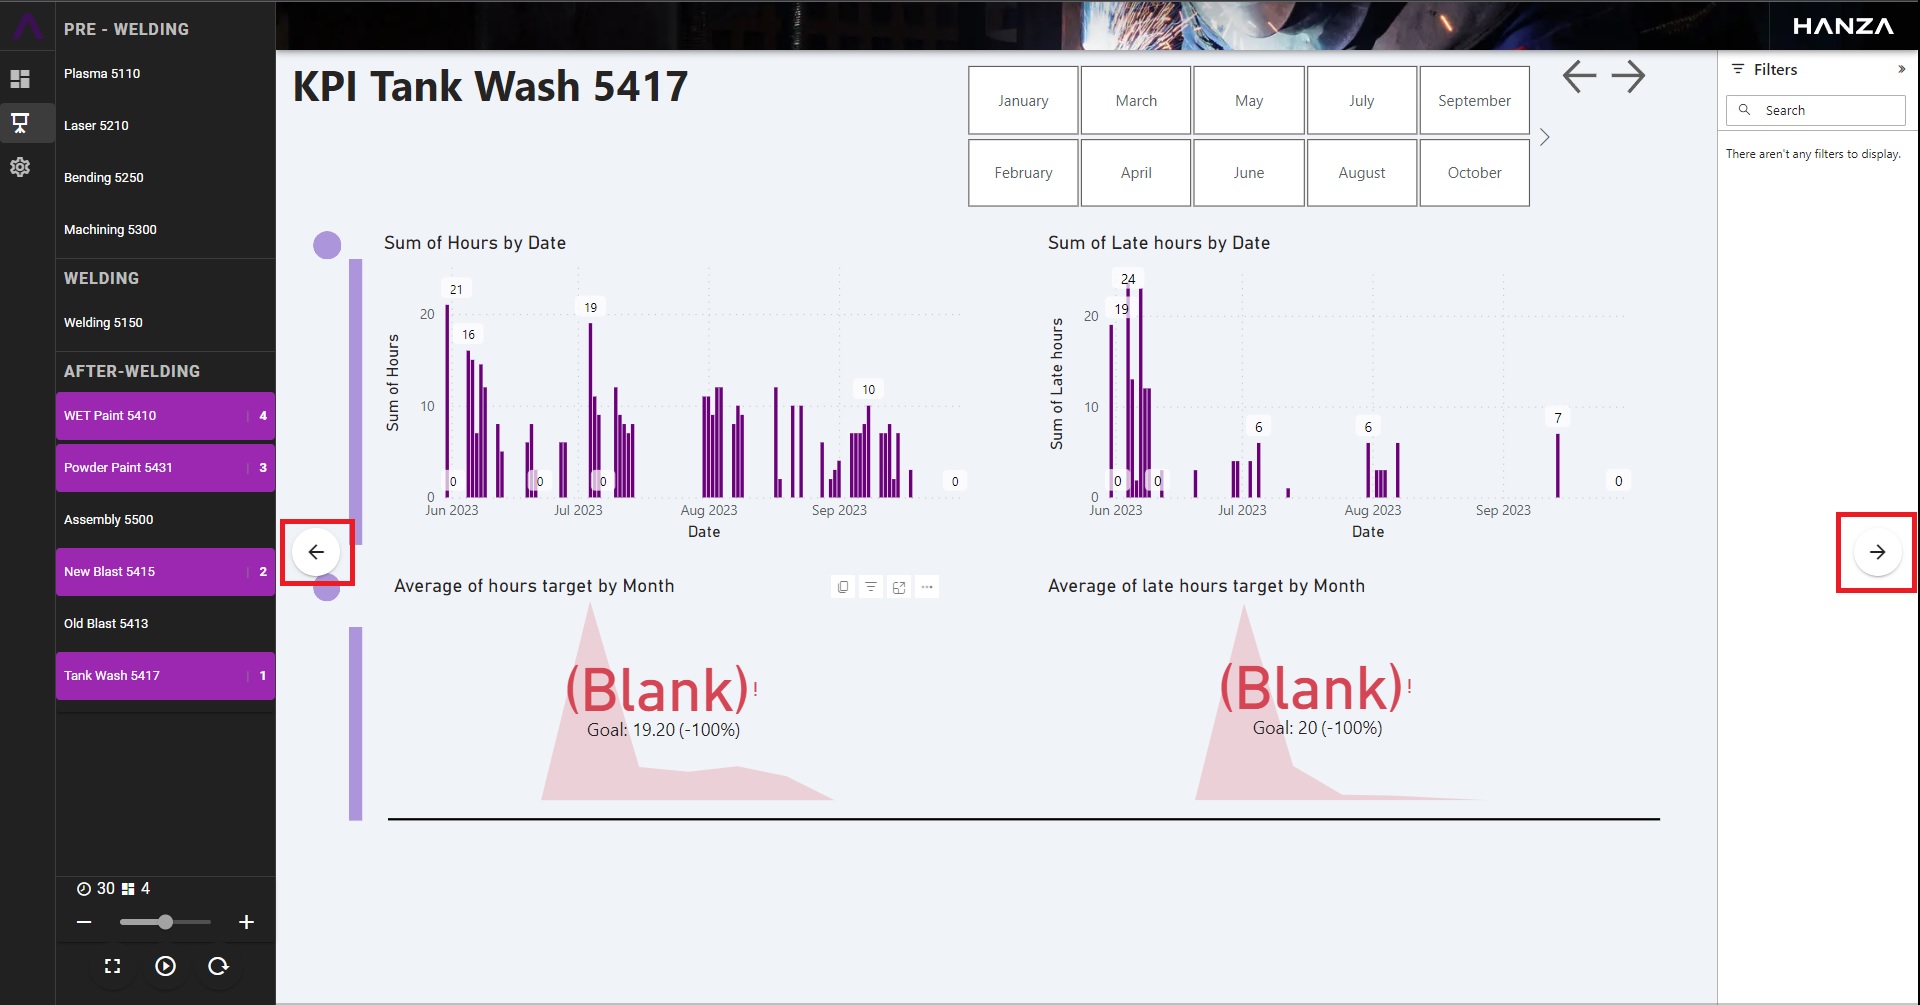 PRE - WELDING
Plasma 5110
Laser 5210
Bending 5250
Machining 5300
WELDING
Welding 5150
AFTER-WELDING
WET Paint 5410 | 4
Powder Paint 5431 | 3
Assembly 5500
New Blast 5415 | 2
Old Blast 5413
Tank Wash 5417 | 1
30 4
HANZA
KPI Tank Wash 5417
January March May July September
February April June August October
Filters
Search
There aren't any filters to display.
Sum of Hours by Date
Sum of Hours
20
10
0
21
16
19
10
0
0
0
0
Jun 2023 Jul 2023 Aug 2023 Sep 2023
Date
Sum of Late hours by Date
Sum of Late hours
20
10
0
24
19
6
6
7
0
0
0
Jun 2023 Jul 2023 Aug 2023 Sep 2023
Date
Average of hours target by Month
(Blank)!
Goal: 19.20 (-100%)
Average of late hours target by Month
(Blank)!
Goal: 20 (-100%)